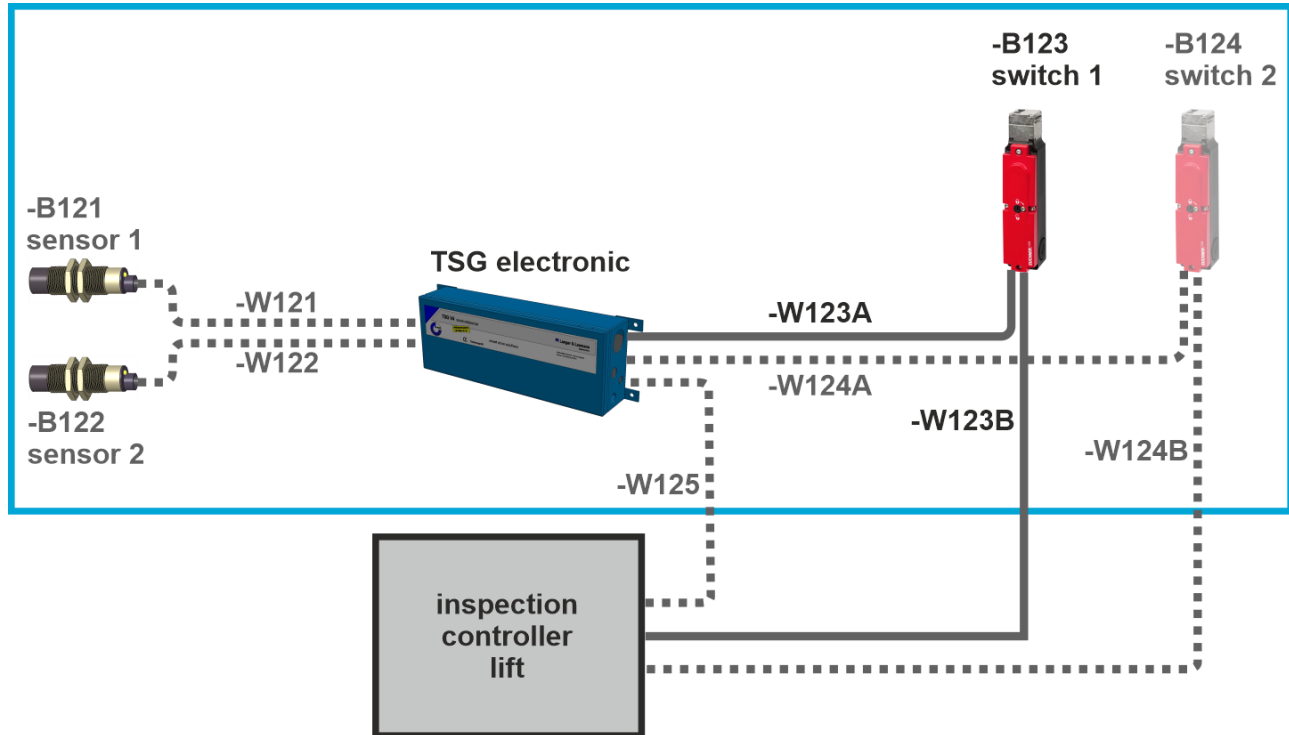 -B123
switch 1
-B124
switch 2
-B121
sensor 1
TSG electronic
-W121
-W122
-W123A
-W124A
-B122
sensor 2
-W123B
-W124B
-W125
inspection
controller
lift